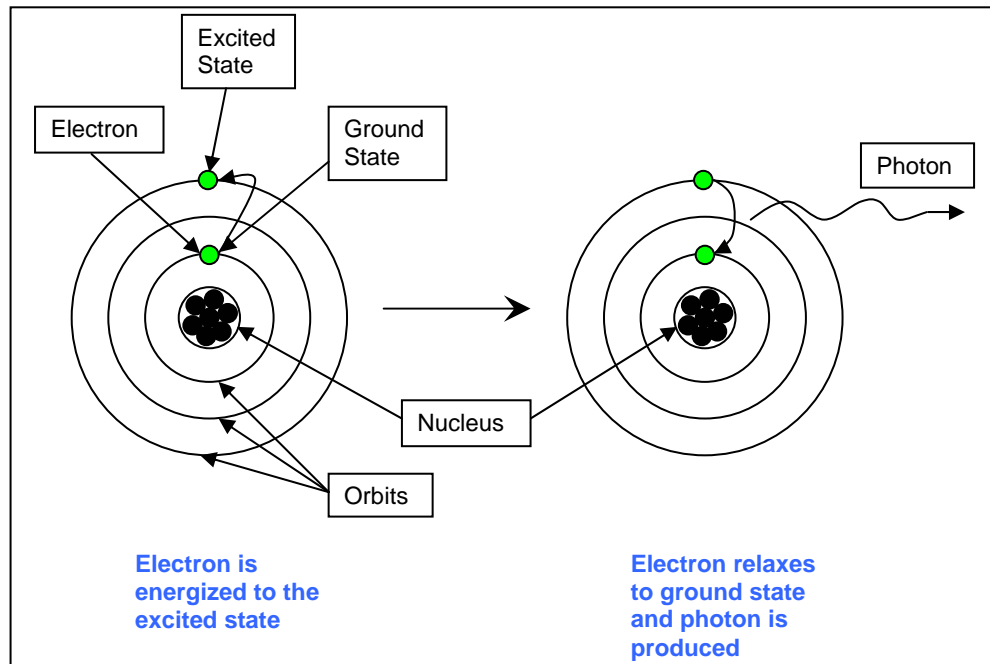 Excited
State
Electron
Ground
State
Photon
Nucleus
Orbits
Electron is
energized to the
excited state
Electron relaxes
to ground state
and photon is
produced